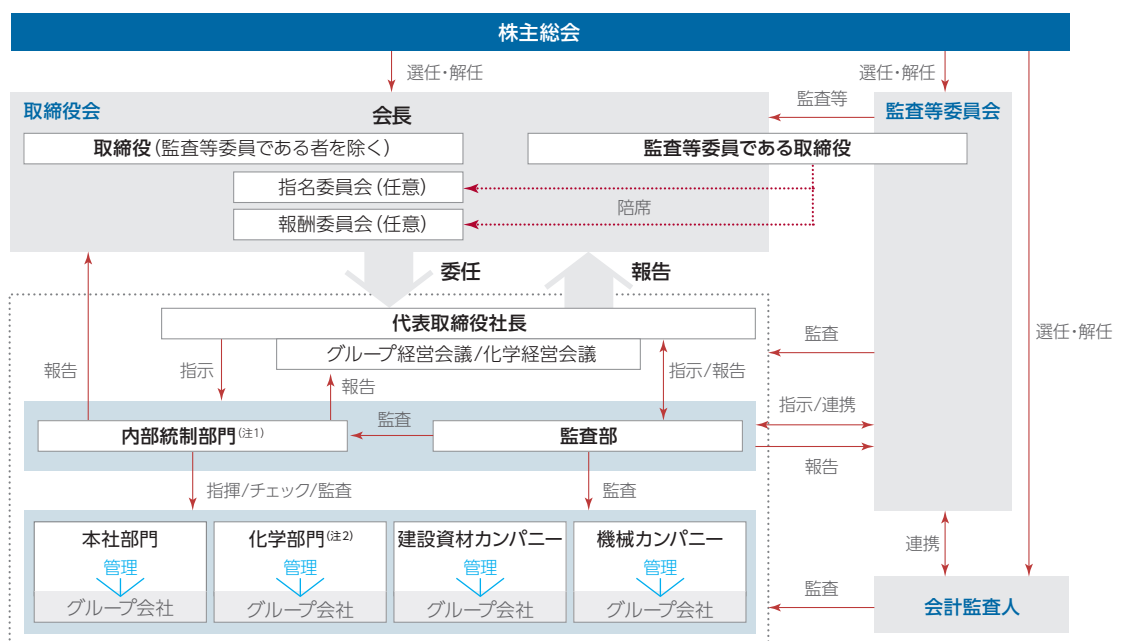 株主総会
選任・解任
選任・解任
取締役会
会長
監査等
監査等委員会
取締役(監査等委員である者を除く)
監査等委員である取締役
指名委員会(任意)
陪席
報酬委員会(任意)
委任
報告
代表取締役社長
グループ経営会議/化学経営会議
監査
選任・解任
報告
指示
報告
指示/報告
指示/連携
内部統制部門(注1)
監査
監査部
報告
指揮/チェック/監査
監査
本社部門
化学部門(注2)
建設資材カンパニー
機械カンパニー
管理
管理
管理
管理
グループ会社
グループ会社
グループ会社
グループ会社
連携
監査
会計監査人